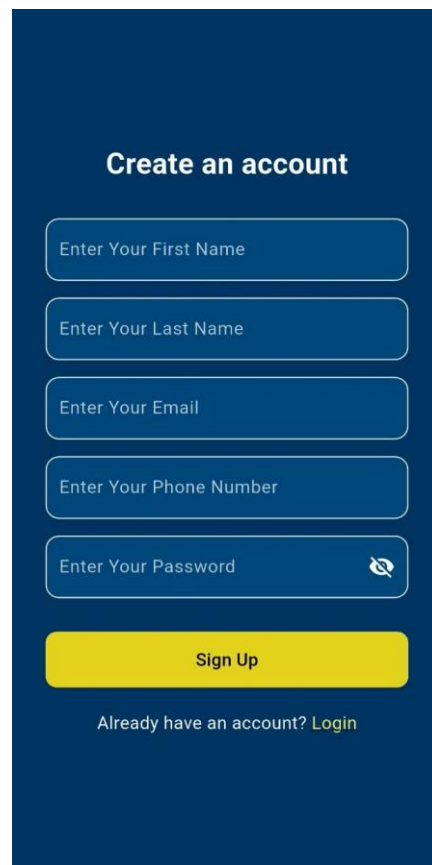 Create an account
Enter Your First Name
Enter Your Last Name
Enter Your Email
Enter Your Phone Number
Enter Your Password
Sign Up
Already have an account? Login